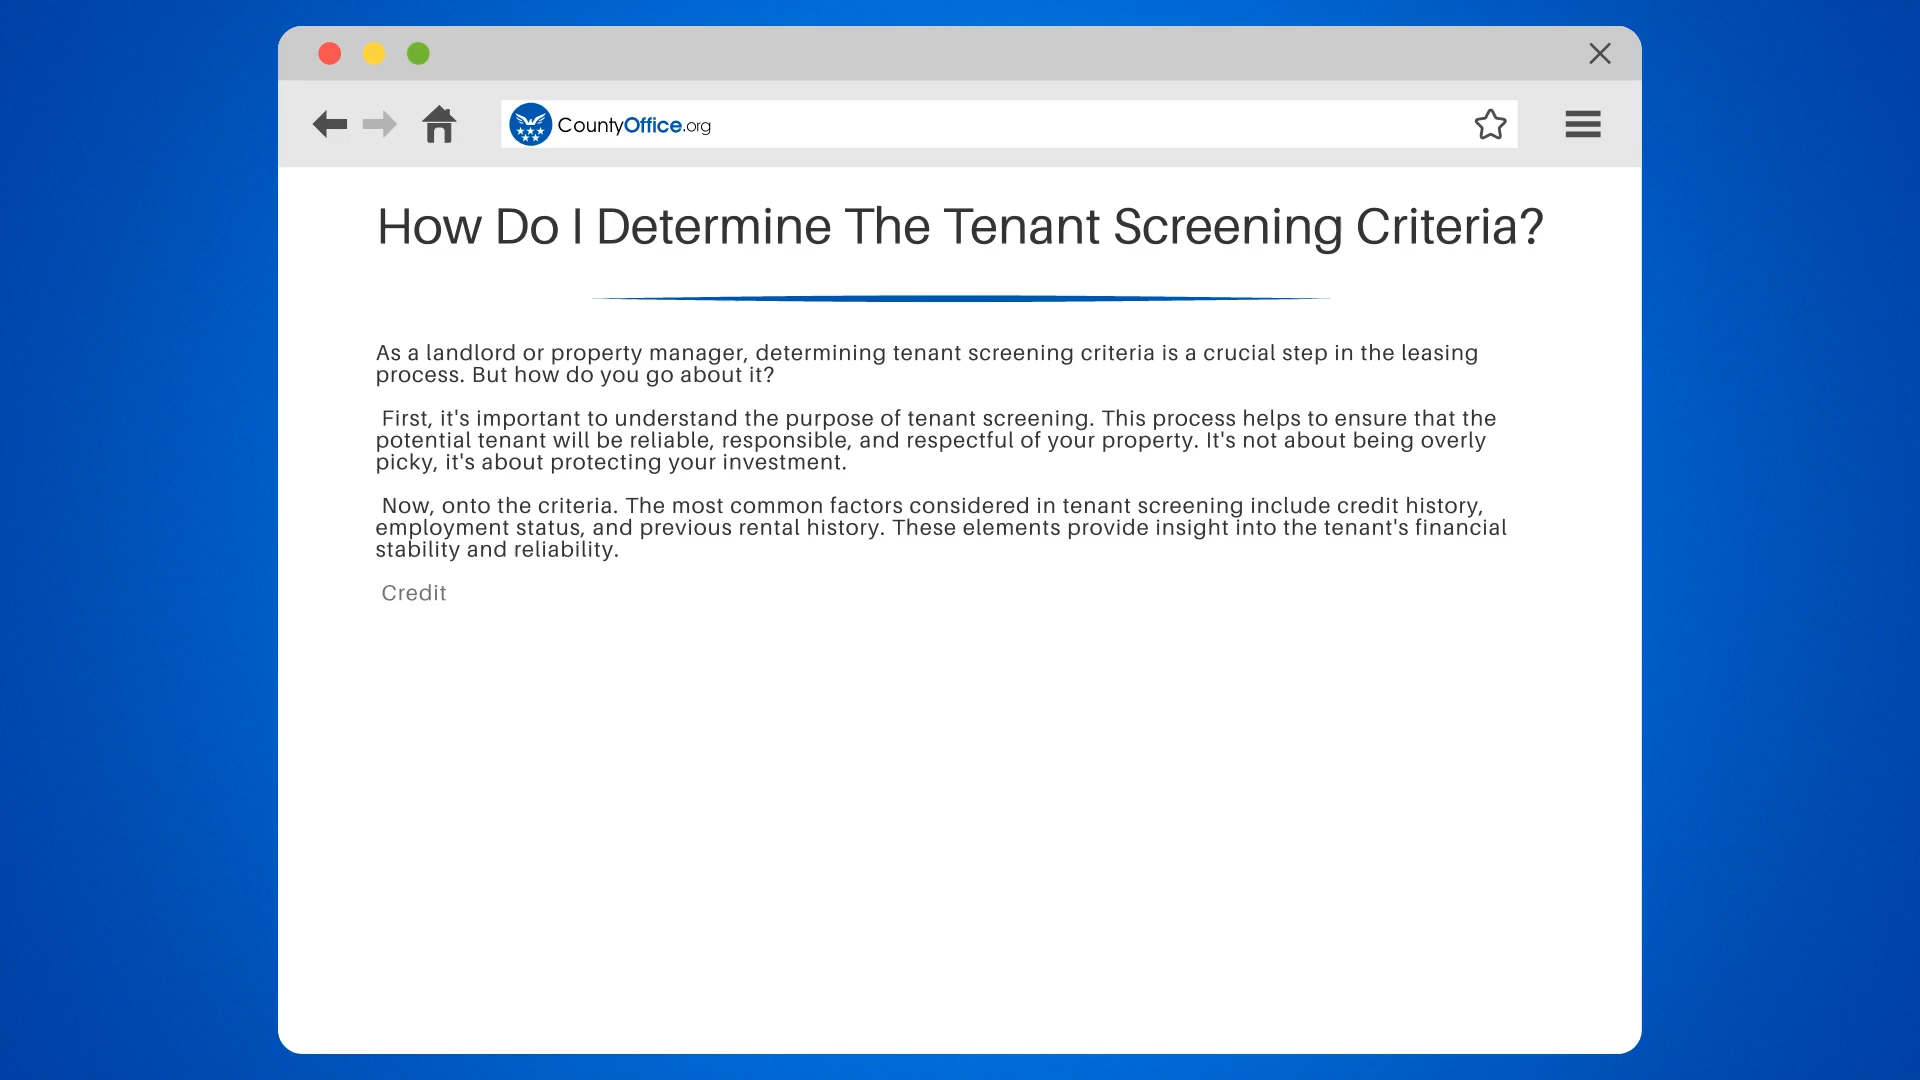 CountyOffice.org
How Do I Determine The Tenant Screening Criteria?
As a landlord or property manager, determining tenant screening criteria is a crucial step in the leasing
process. But how do you go about it?
First, it's important to understand the purpose of tenant screening. This process helps to ensure that the
potential tenant will be reliable, responsible, and respectful of your property. It's not about being overly
picky, it's about protecting your investment.
Now, onto the criteria. The most common factors considered in tenant screening include credit history,
employment status, and previous rental history. These elements provide insight into the tenant's financial
stability and reliability.
Credit